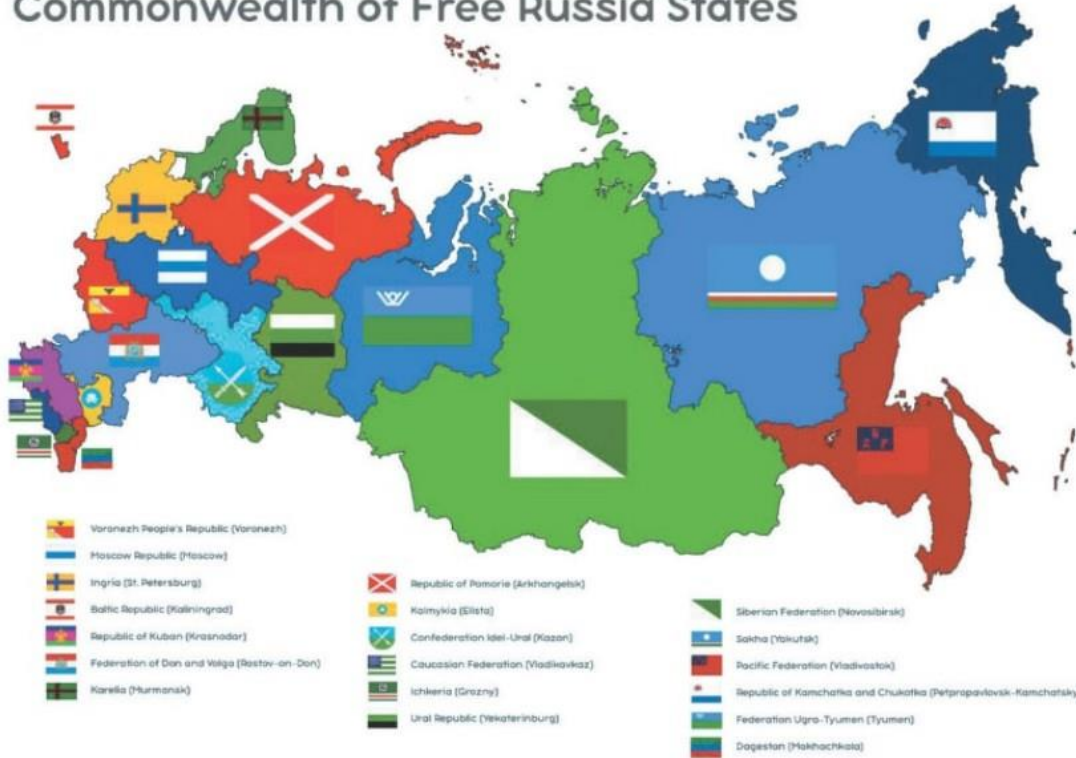 Commonwealth of Free Russia States
Voronezh People's Republic (Voronezh)
Moscow Republic (Moscow)
Ingria (St. Petersburg)
Baltic Republic (Kaliningrad)
Republic of Kuban (Krasnodar)
Federation of Don and Volga (Rostov-on-Don)
Karelia (Murmansk)
Republic of Pomorie (Arkhangelsk)
Kalmykia (Elista)
Confederation Idel-Ural (Kazan)
Caucasian Federation (Vladikavkaz)
Ichkeria (Grozny)
Ural Republic (Yekaterinburg)
Siberian Federation (Novosibirsk)
Sakha (Yakutsk)
Pacific Federation (Vladivostok)
Republic of Kamchatka and Chukotka (Petpropavlovsk-Kamchatsky
Federation Ugra-Tyumen (Tyumen)
Dagestan (Makhachkala)